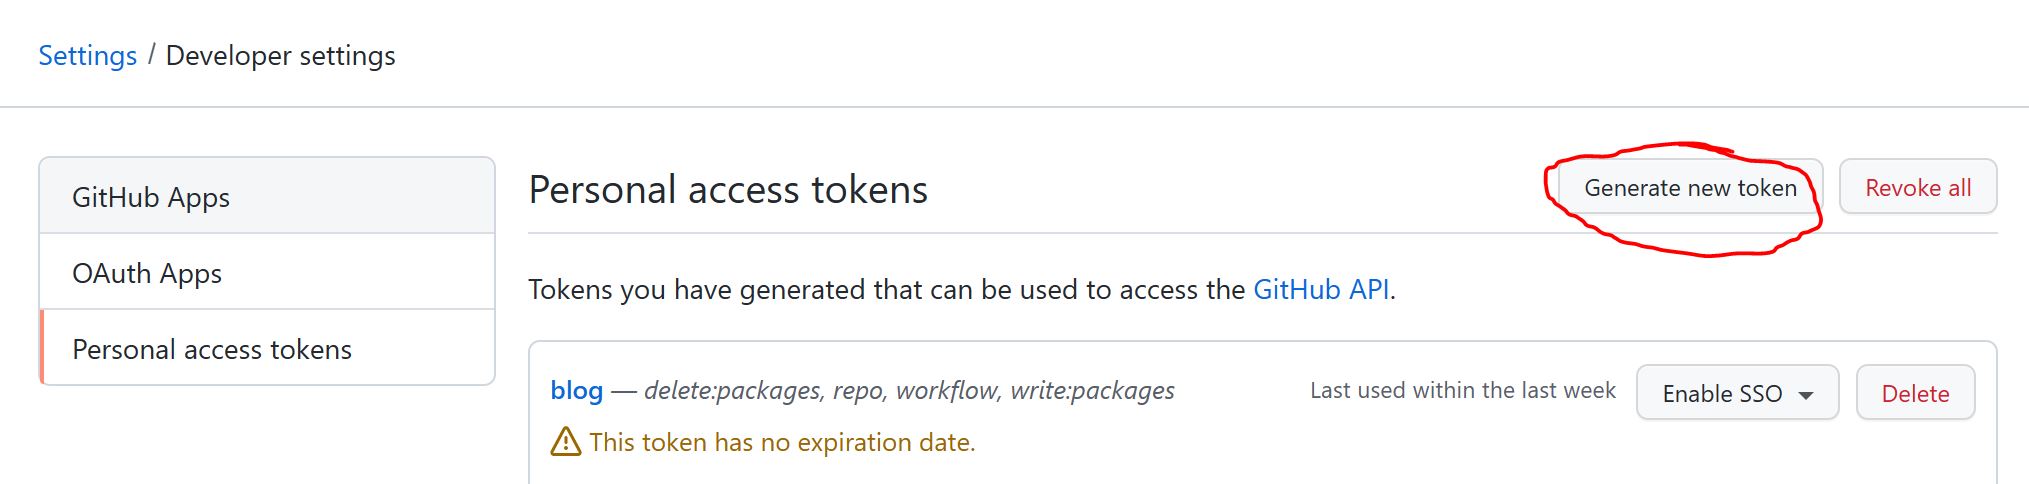 Settings / Developer settings
GitHub Apps
OAuth Apps
Personal access tokens
Personal access tokens
Generate new token
Revoke all
Tokens you have generated that can be used to access the GitHub API.
blog — delete:packages, repo, workflow, write:packages
Last used within the last week
Enable SSO
Delete
This token has no expiration date.